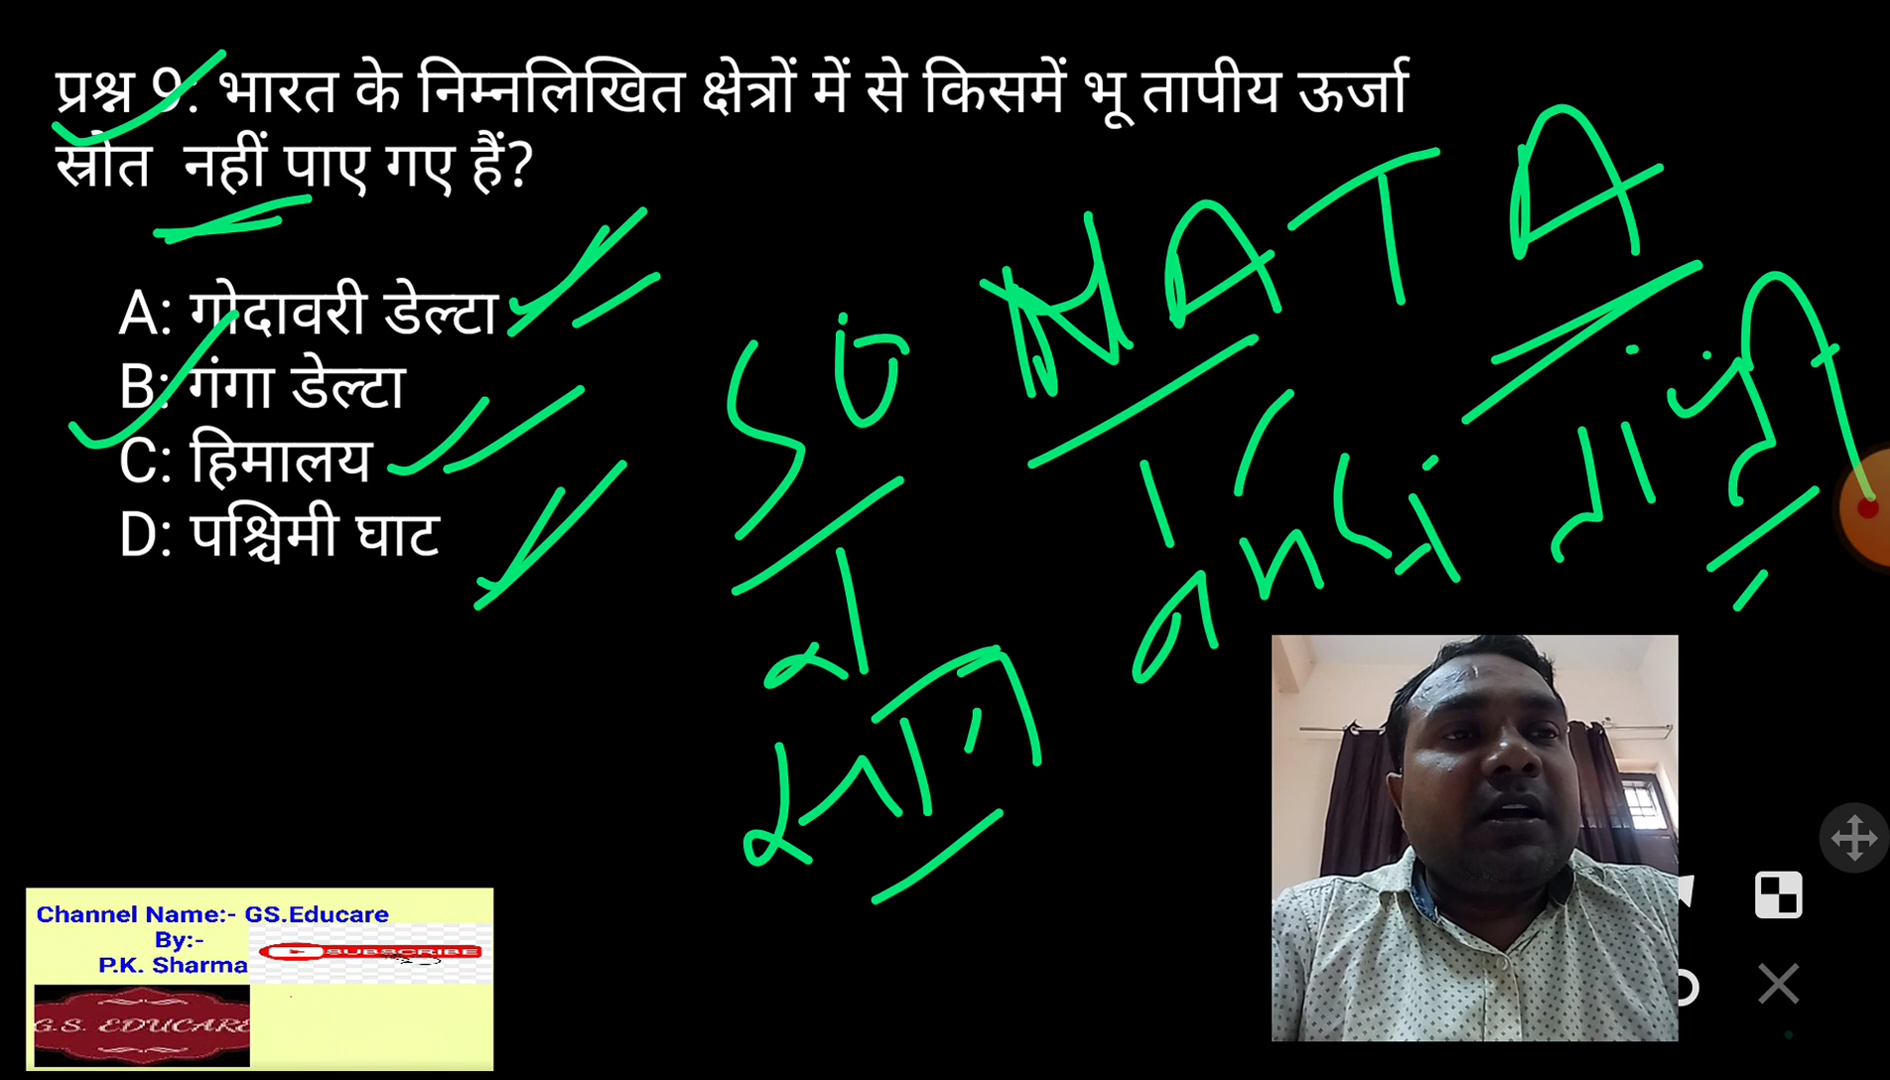 प्रश्न 9: भारत के निम्नलिखित क्षेत्रों में से किसमें भू तापीय ऊर्जा
स्रोत नहीं पाए गए हैं?
A: गोदावरी डेल्टा
B: गंगा डेल्टा
C: हिमालय
D: पश्चिमी घाट
SO NATA
Channel Name:- GS.Educare
By:-
P.K. Sharma
SUBSCRIBE
G.S. EDUCARE